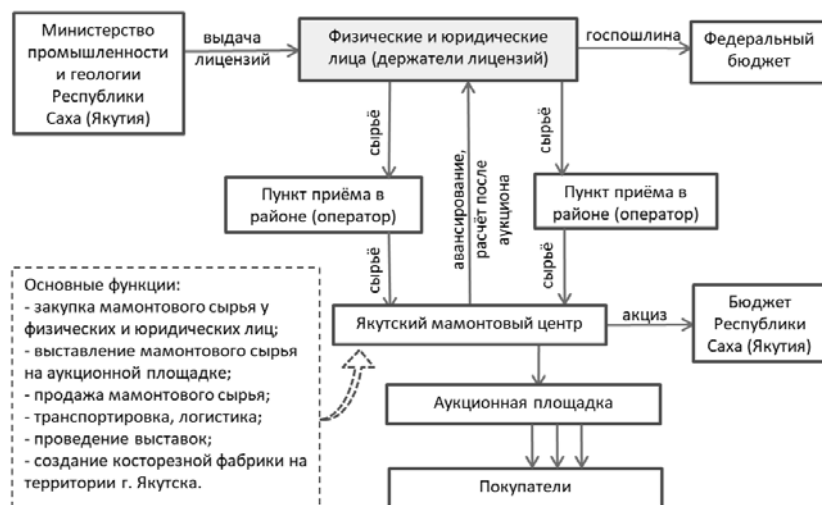 Министерство
промышленности
и геологии
Республики
Саха (Якутия)
выдача
лицензий
Физические и юридические
лица (держатели лицензий)
госпошлина
Федеральный
бюджет
сырьё
авансирование,
расчёт после
аукциона
сырьё
Пункт приёма в
районе (оператор)
Пункт приёма в
районе (оператор)
сырьё
сырьё
Основные функции:
- закупка мамонтового сырья у
физических и юридических лиц;
- выставление мамонтового сырья
на аукционной площадке;
- продажа мамонтового сырья;
- транспортировка, логистика;
- проведение выставок;
- создание косторезной фабрики на
территории г. Якутска.
Якутский мамонтовый центр
акциз
Бюджет
Республики
Саха (Якутия)
Аукционная площадка
Покупатели